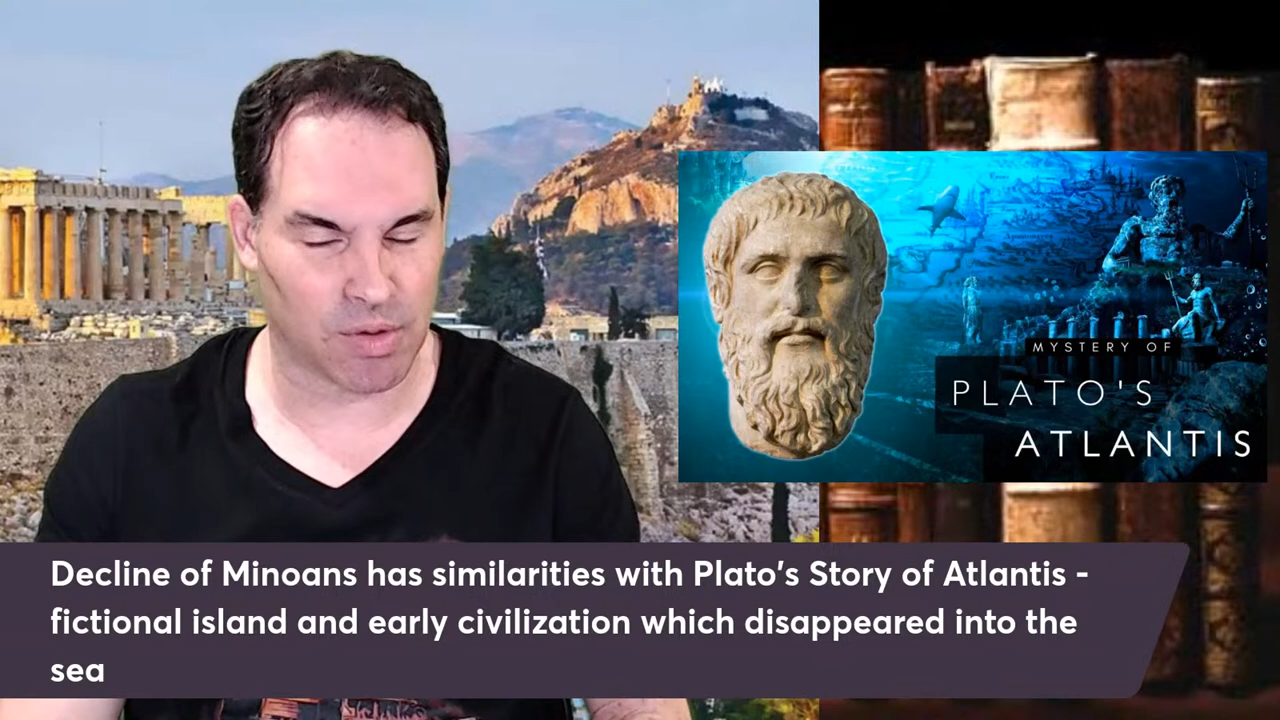 MYSTERY OF
PLATO'S
ATLANTIS
Decline of Minoans has similarities with Plato's Story of Atlantis -
fictional island and early civilization which disappeared into the
sea